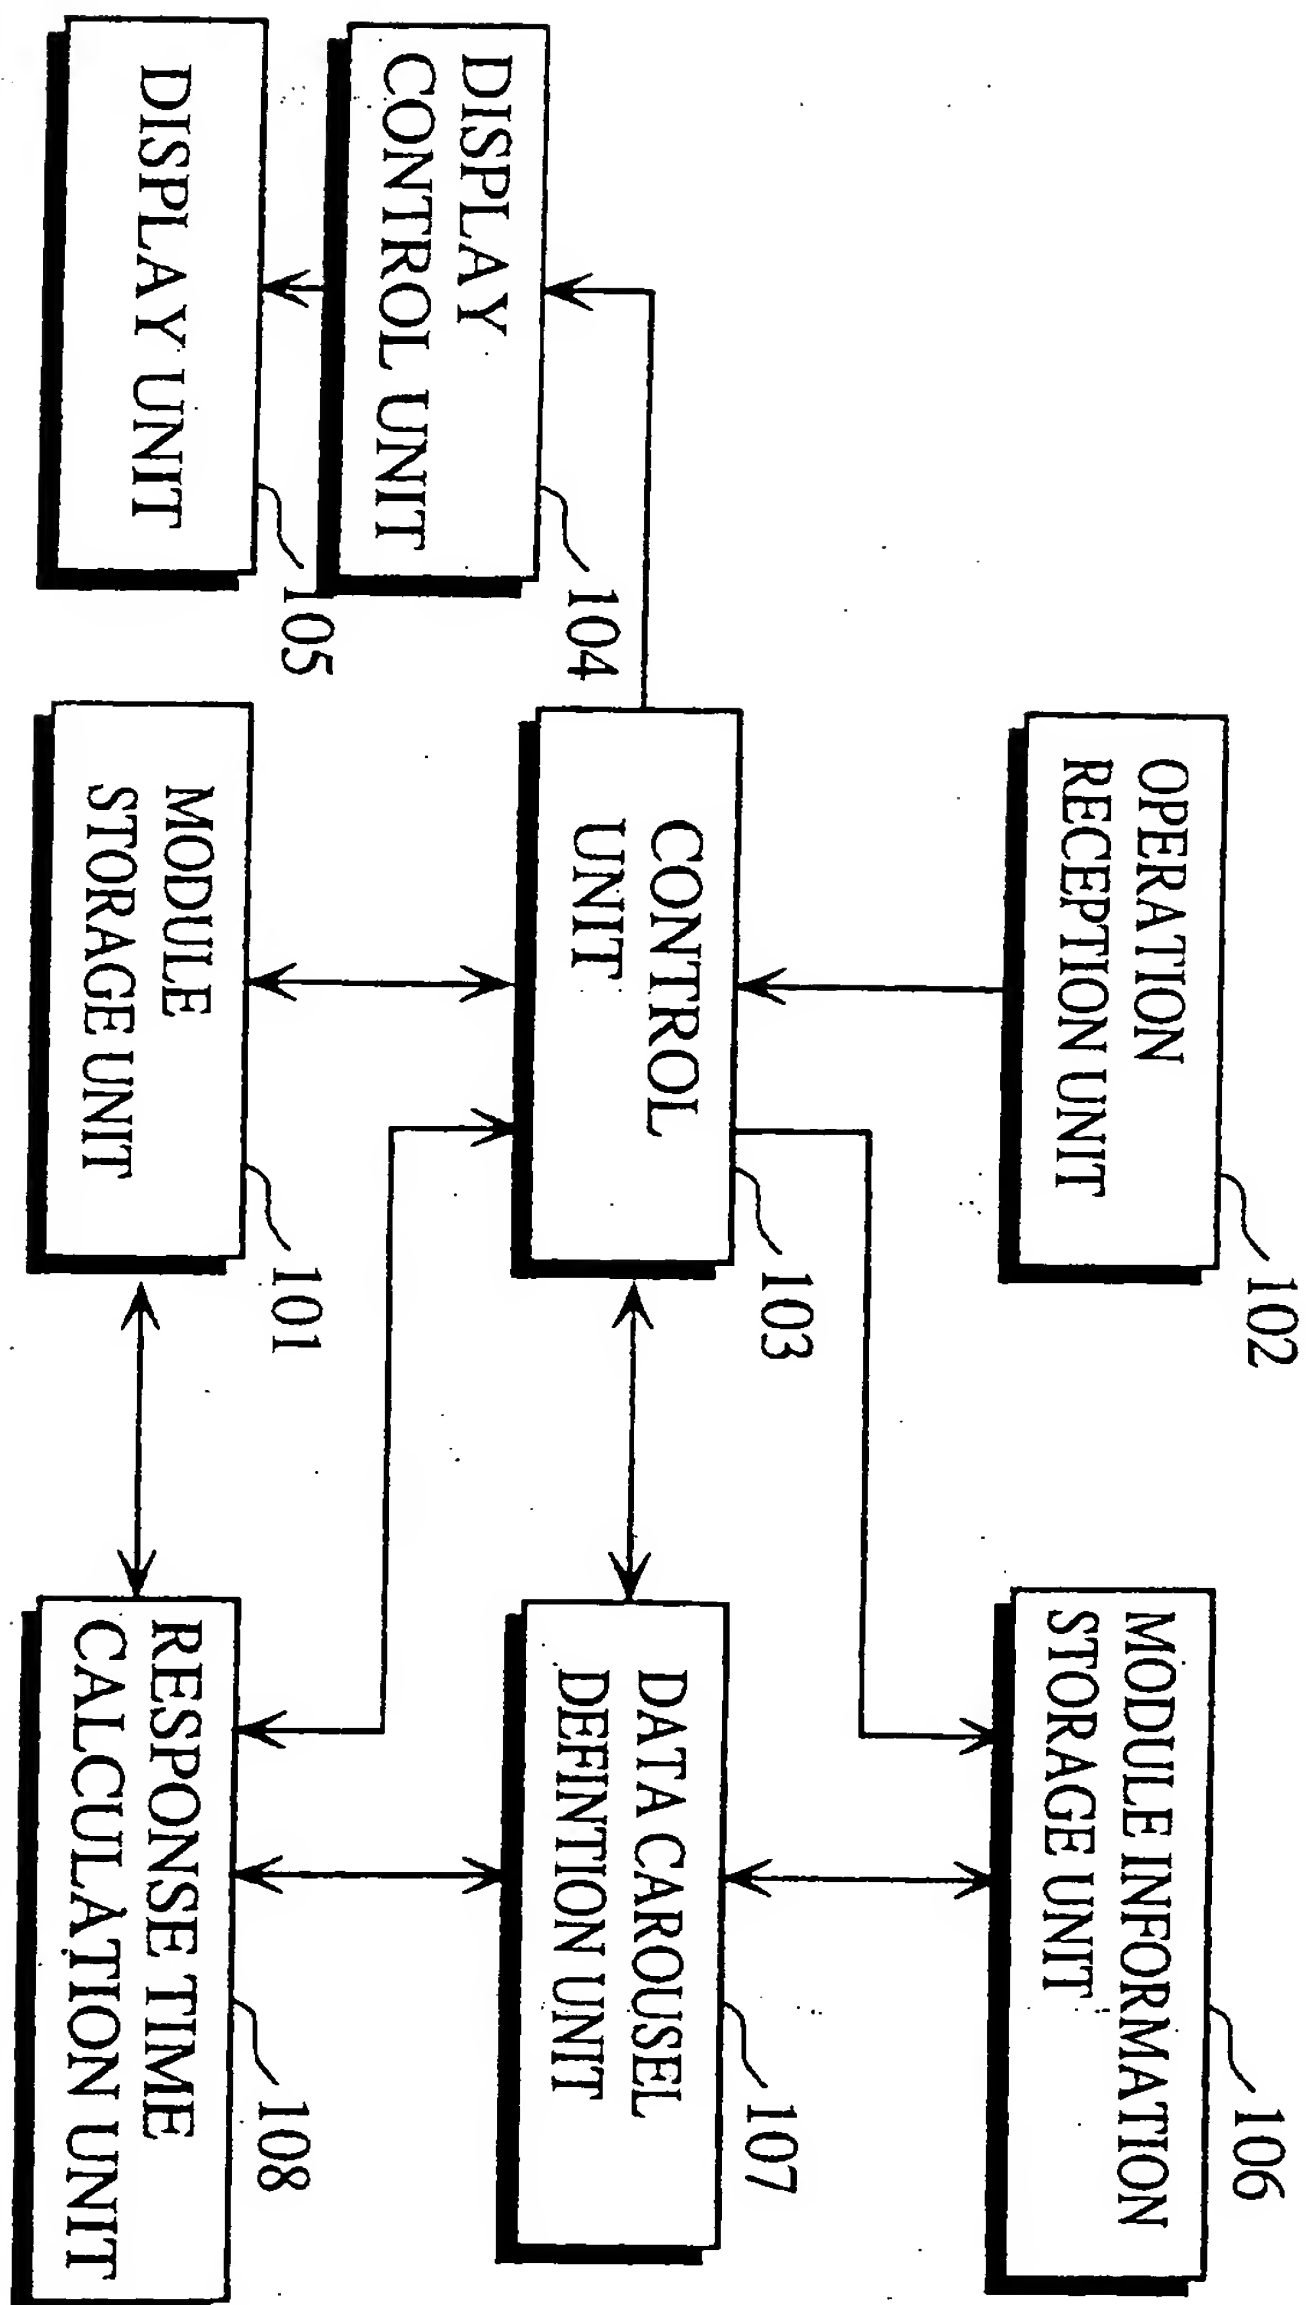 OPERATION
RECEPTION UNIT
102
MODULE INFORMATION
STORAGE UNIT
106
DISPLAY
CONTROL UNIT
104
CONTROL
UNIT
103
DATA CAROUSEL
DEFINTION UNIT
107
DISPLAY UNIT
105
MODULE
STORAGE UNIT
101
RESPONSE TIME
CALCULATION UNIT
108